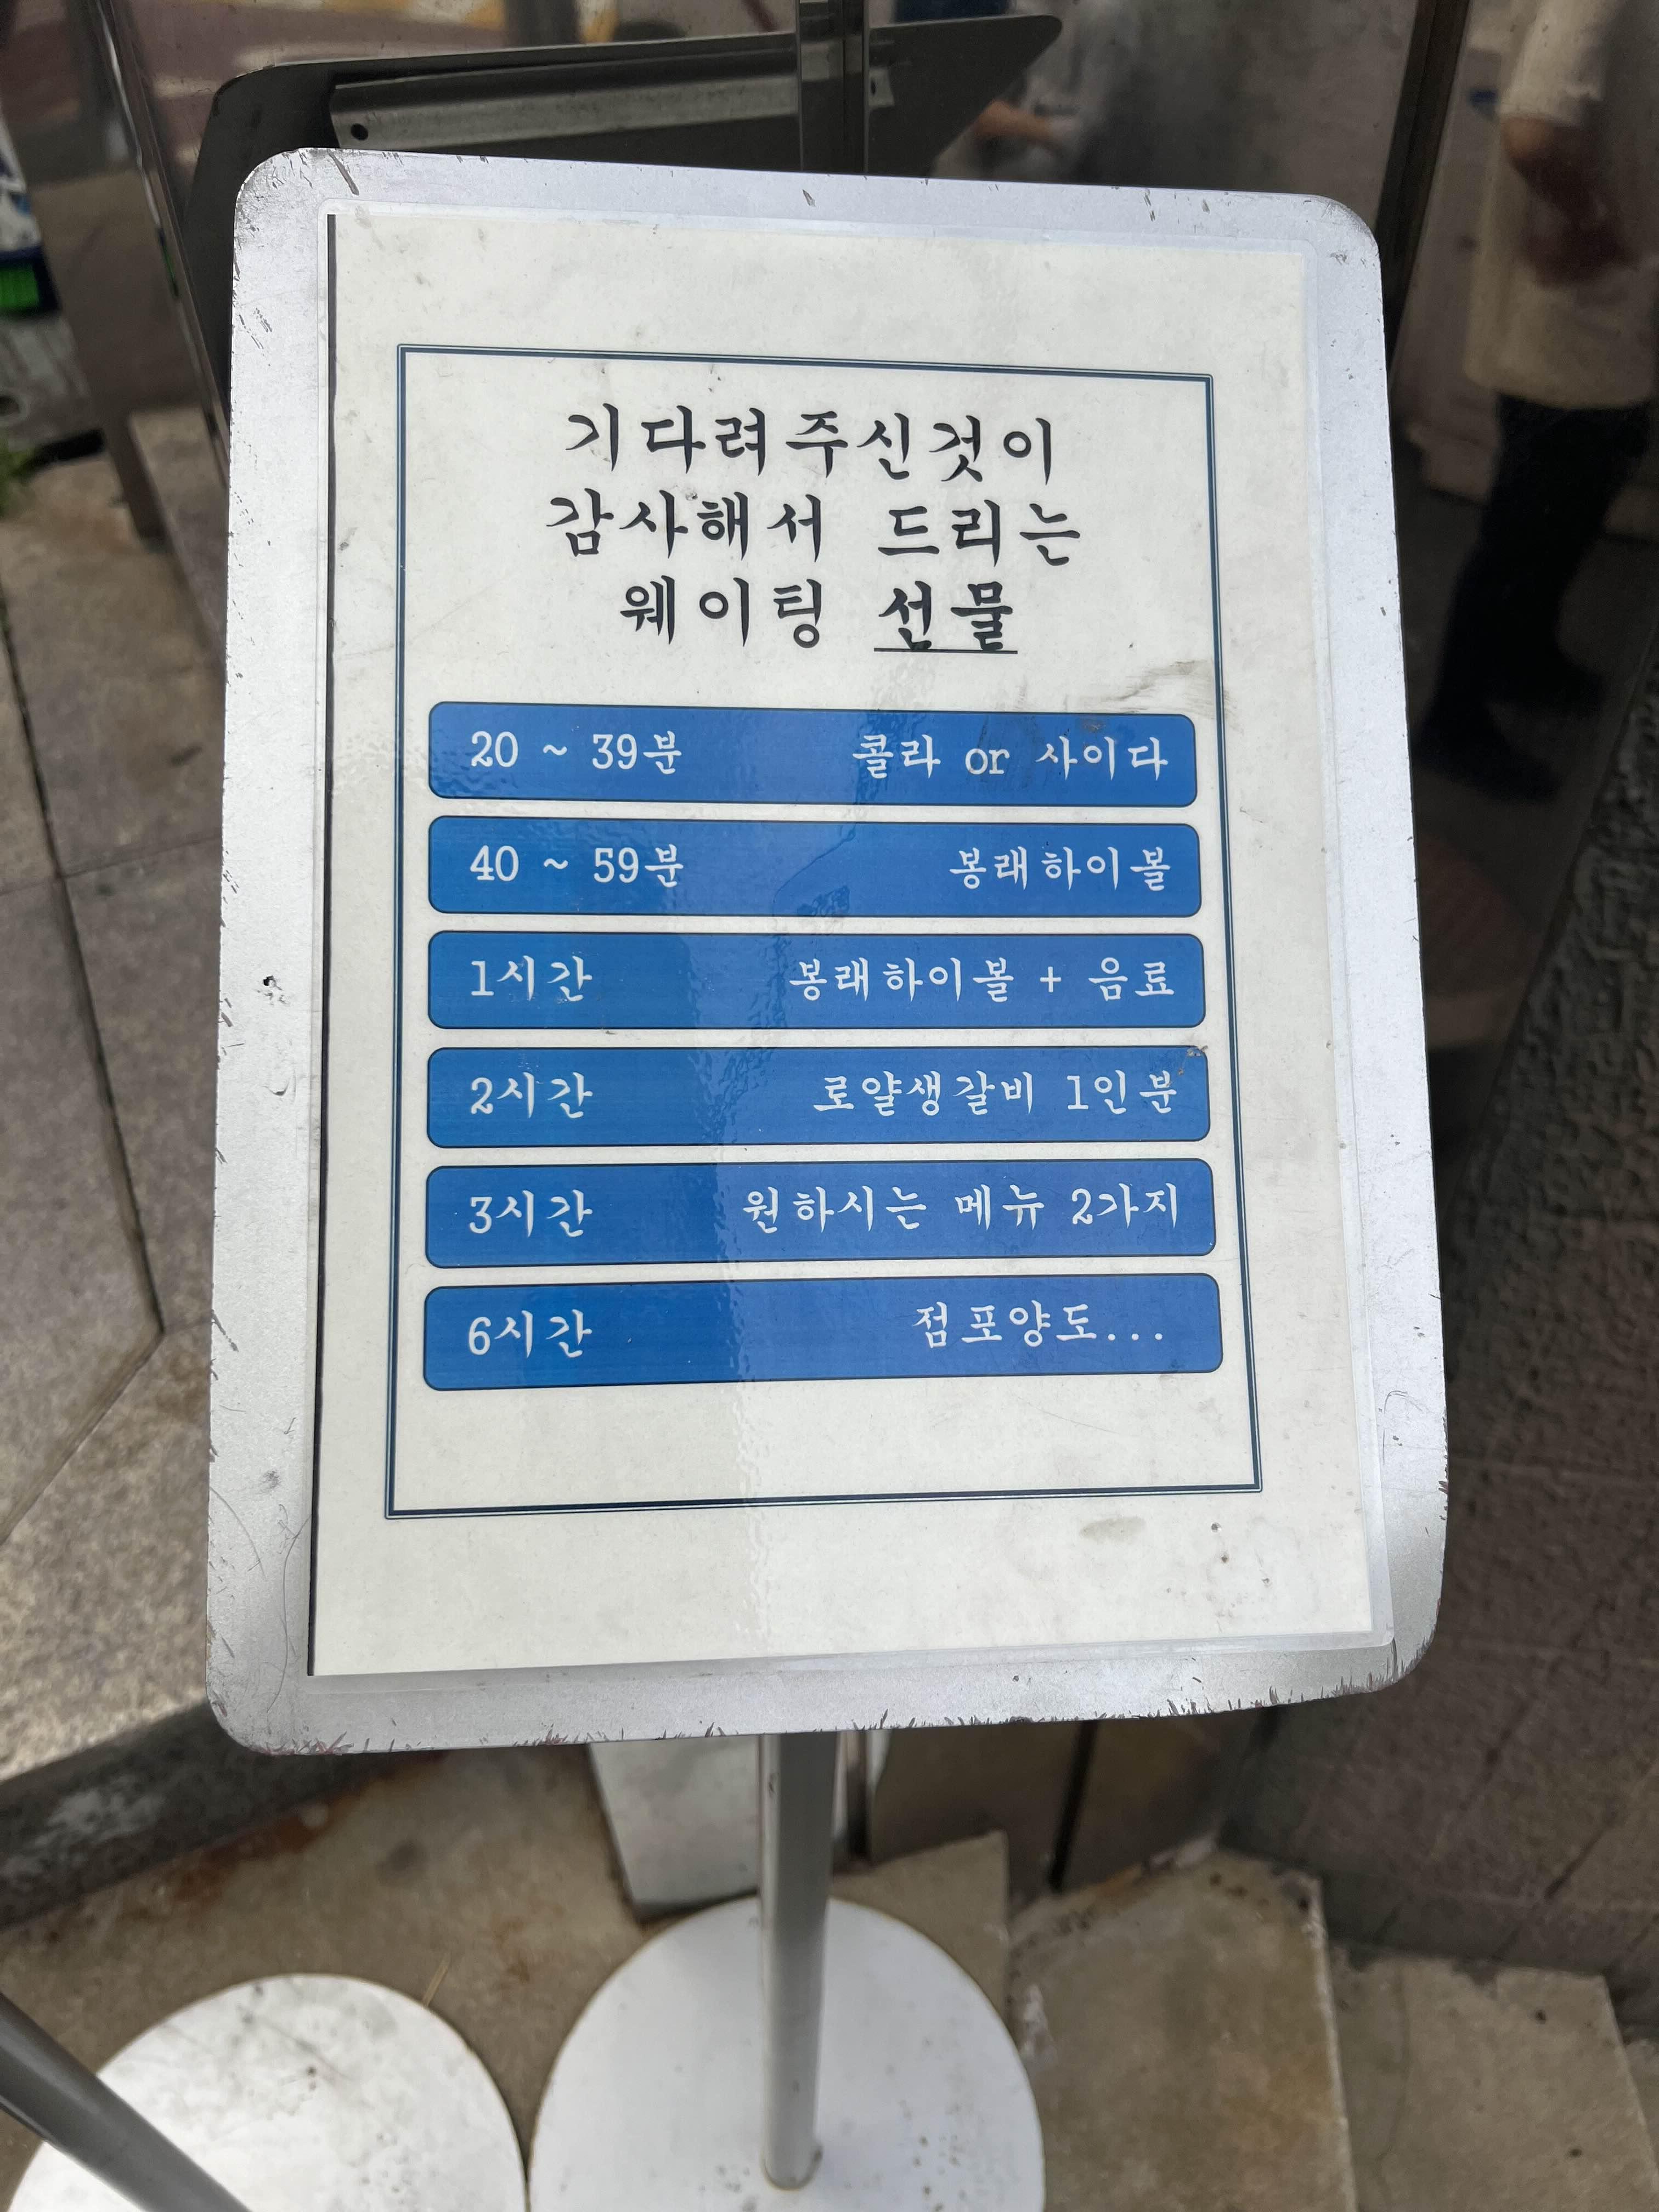 기다려주신것이
감사해서 드리는
웨이팅 선물
20 ~ 39분 콜라 or 사이다
40 ~ 59분 봉래하이볼
1시간 봉래하이볼 + 음료
2시간 로얄생갈비 1인분
3시간 원하시는 메뉴 2가지
6시간 점포양도...